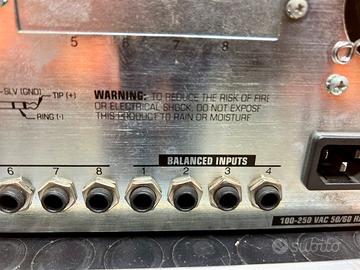 5 7 8
-SLV (GND) TIP (+)
RING (-)
WARNING: TO REDUCE THE RISK OF FIRE
OR ELECTRICAL SHOCK, DO NOT EXPOSE
THIS PRODUCT TO RAIN OR MOISTURE
BALANCED INPUTS
6 7 8 1 2 3 4
100-250 VAC 50/60 H
subito